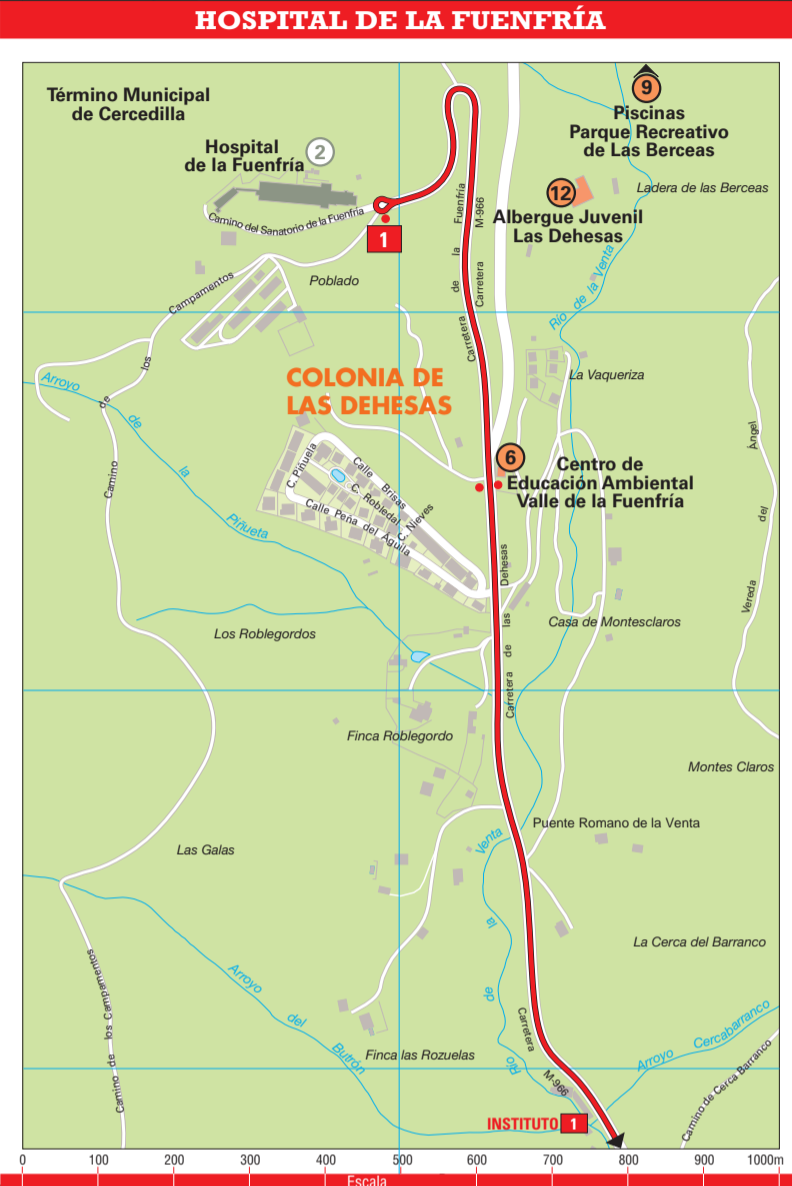 HOSPITAL DE LA FUENFRÍA
Término Municipal
de Cercedilla
9
Piscinas
Parque Recreativo
de Las Berceas
Hospital
de la Fuenfría
2
12
Ladera de las Berceas
Albergue Juvenil
Las Dehesas
Camino del Sanatorio de la Fuenfría
1
Carretera de la Fuenfría
Carretera M-966
Poblado
Río de la Venta
Camino de los Campamentos
COLONIA DE
LAS DEHESAS
La Vaqueriza
Arroyo de la Piñueta
C. Piñuela
Calle Brisas
C. Robledal
C. Nieves
Calle Peña del Águila
6
Centro de
Educación Ambiental
Valle de la Fuenfría
Vereda del Ángel
Carretera de las Dehesas
Los Roblegordos
Casa de Montesclaros
Finca Roblegordo
Montes Claros
Puente Romano de la Venta
Las Galas
Río de la Venta
La Cerca del Barranco
Camino de los Campamentos
Arroyo del Butrón
Finca las Rozuelas
Carretera
M-966
Arroyo Cercabarranco
Camino de Cerca Barranco
INSTITUTO 1
0 100 200 300 400 500 600 700 800 900 1000m
Escala